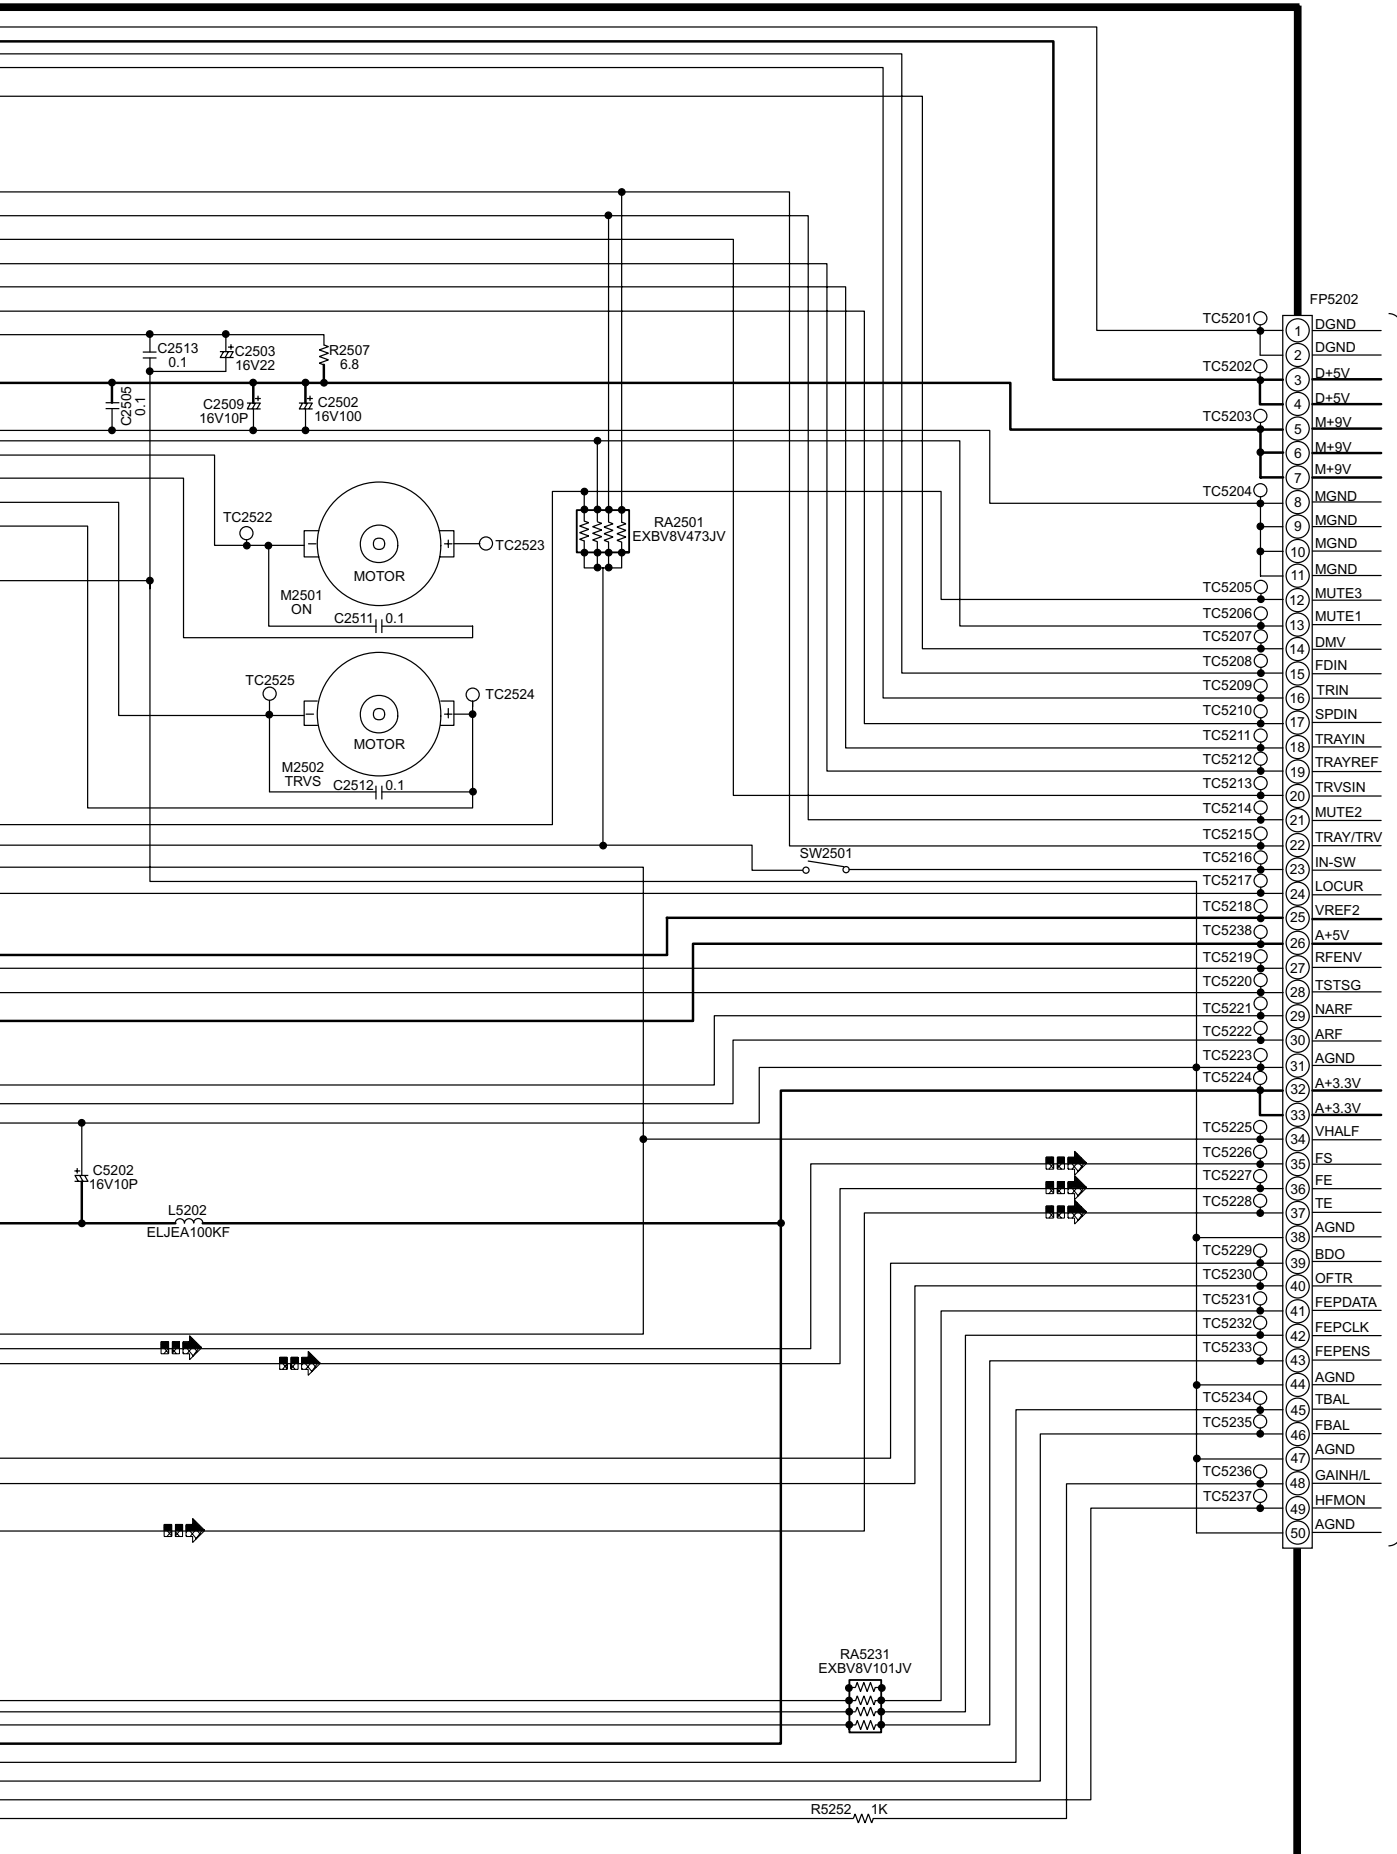 FP5202
TC5201
1 DGND
2 DGND
TC5202
3 D+5V
4 D+5V
TC5203
5 M+9V
6 M+9V
7 M+9V
TC5204
8 MGND
9 MGND
10 MGND
11 MGND
TC5205
12 MUTE3
TC5206
13 MUTE1
TC5207
14 DMV
TC5208
15 FDIN
TC5209
16 TRIN
TC5210
17 SPDIN
TC5211
18 TRAYIN
TC5212
19 TRAYREF
TC5213
20 TRVSIN
TC5214
21 MUTE2
TC5215
22 TRAY/TRV
TC5216
23 IN-SW
TC5217
24 LOCUR
TC5218
25 VREF2
TC5238
26 A+5V
TC5219
27 RFENV
TC5220
28 TSTSG
TC5221
29 NARF
TC5222
30 ARF
TC5223
31 AGND
TC5224
32 A+3.3V
33 A+3.3V
TC5225
34 VHALF
TC5226
35 FS
TC5227
36 FE
TC5228
37 TE
38 AGND
TC5229
39 BDO
TC5230
40 OFTR
TC5231
41 FEPDATA
TC5232
42 FEPCLK
TC5233
43 FEPENS
44 AGND
TC5234
45 TBAL
TC5235
46 FBAL
47 AGND
TC5236
48 GAINH/L
TC5237
49 HFMON
50 AGND
C2513
0.1
+
C2503
16V22
R2507
6.8
C2505
0.1
C2509
16V10P
+
C2502
16V100
+
TC2522
−
MOTOR
+
TC2523
M2501
ON
C2511 0.1
RA2501
EXBV8V473JV
TC2525
−
MOTOR
+
TC2524
M2502
TRVS
C2512 0.1
SW2501
+
C5202
16V10P
L5202
ELJEA100KF
RA5231
EXBV8V101JV
R5252 1K